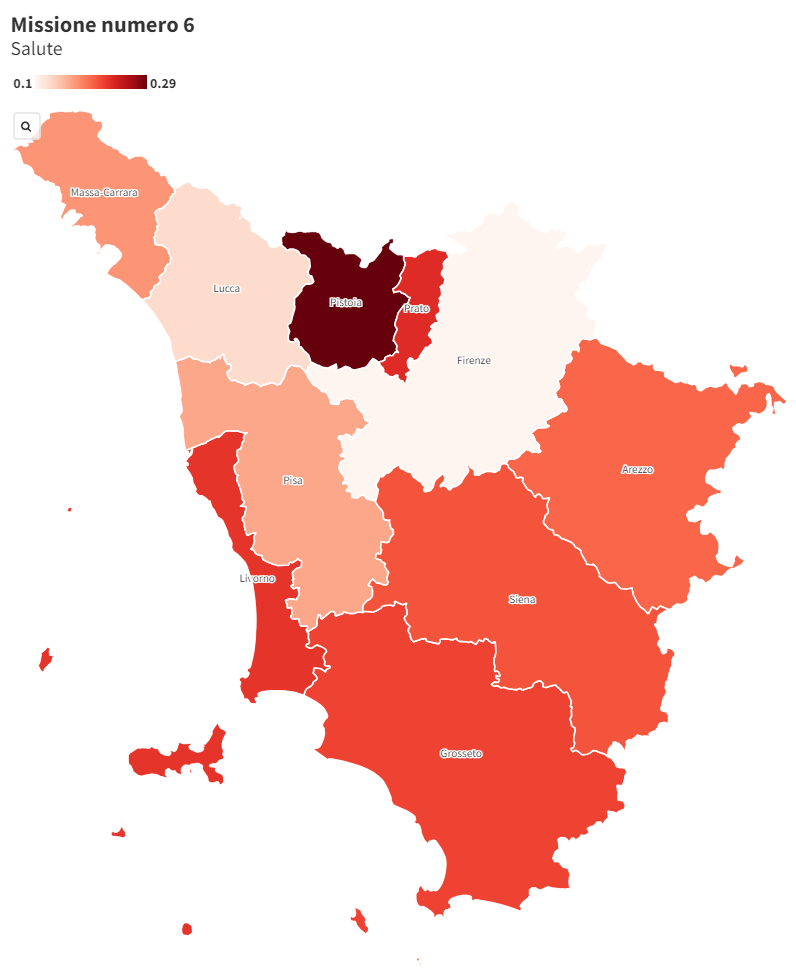 Missione numero 6
Salute
0.1 0.29
Massa-Carrara
Lucca
Pistoia
Prato
Firenze
Arezzo
Pisa
Livorno
Siena
Grosseto